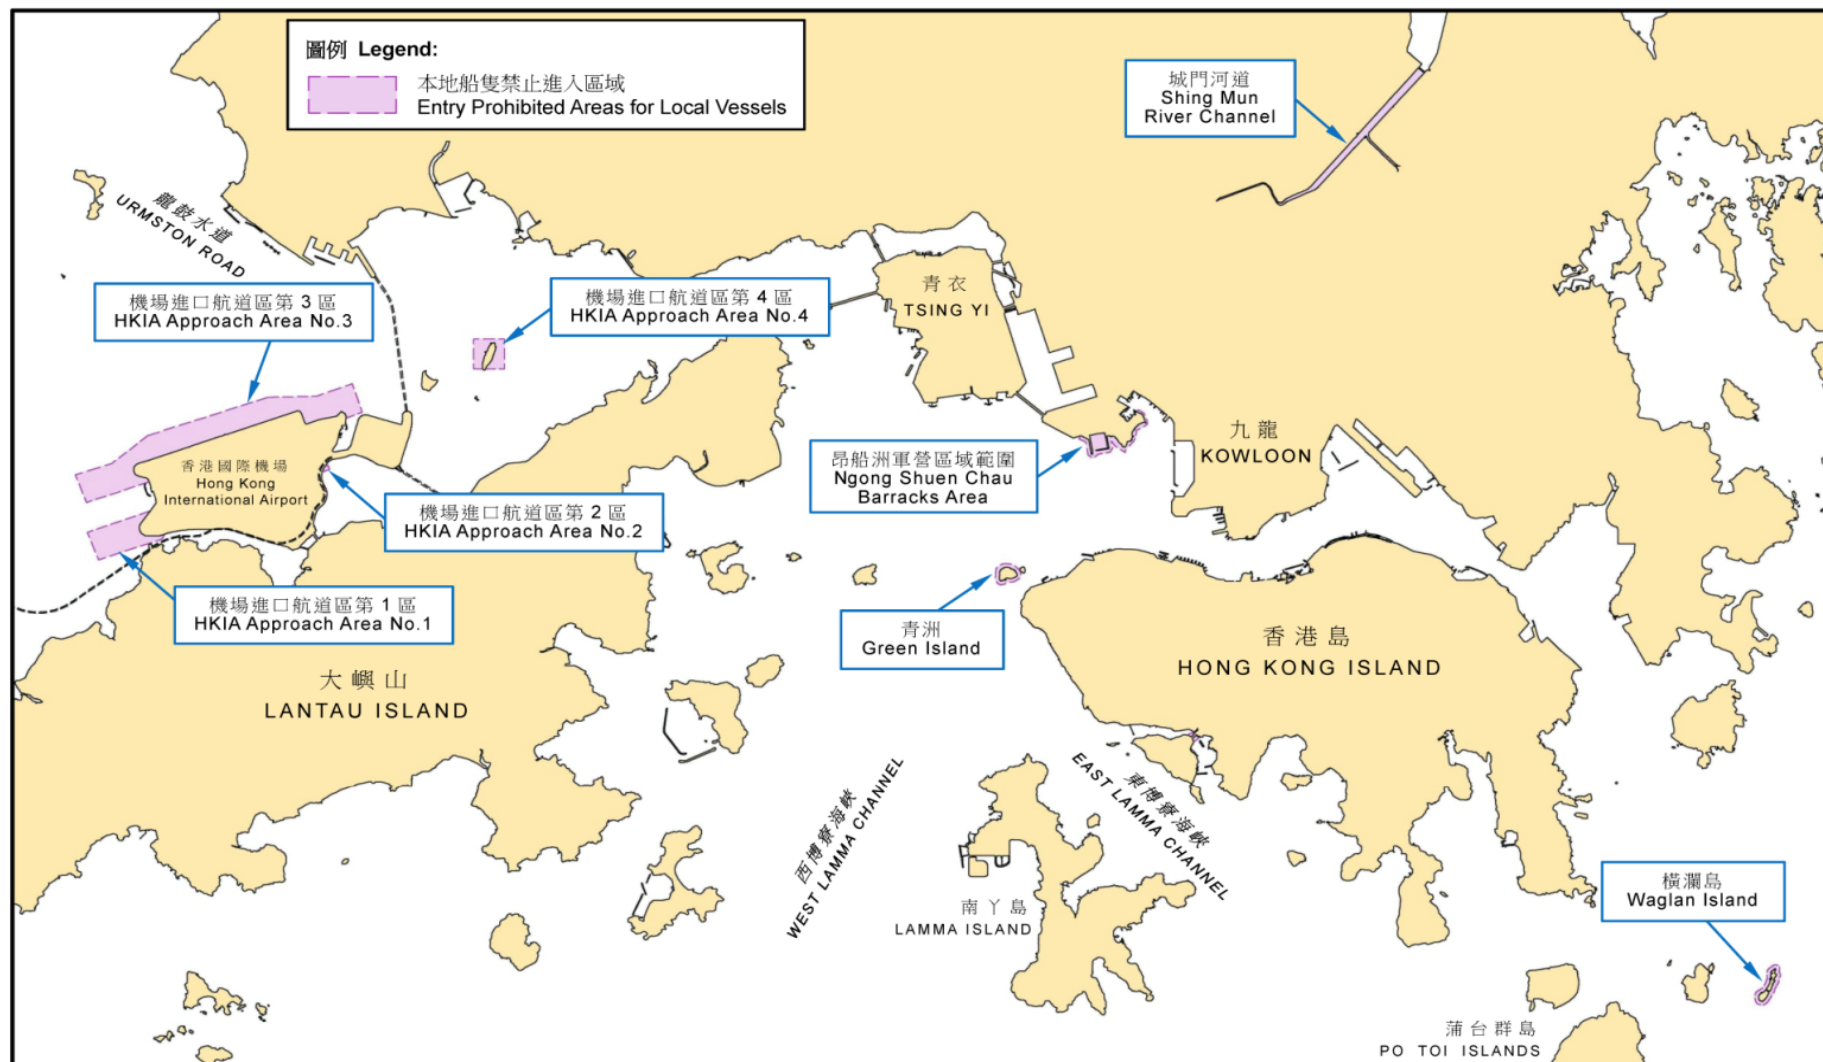 圖例 Legend:
本地船隻禁止進入區域
Entry Prohibited Areas for Local Vessels
城門河道
Shing Mun
River Channel
龍鼓水道
URMSTON ROAD
機場進口航道區第 3 區
HKIA Approach Area No.3
機場進口航道區第 4 區
HKIA Approach Area No.4
青衣
TSING YI
九龍
KOWLOON
昂船洲軍營區域範圍
Ngong Shuen Chau
Barracks Area
香港國際機場
Hong Kong
International Airport
機場進口航道區第 2 區
HKIA Approach Area No.2
機場進口航道區第 1 區
HKIA Approach Area No.1
青洲
Green Island
香港島
HONG KONG ISLAND
大嶼山
LANTAU ISLAND
西博寮海峽
WEST LAMMA CHANNEL
東博寮海峽
EAST LAMMA CHANNEL
南丫島
LAMMA ISLAND
橫瀾島
Waglan Island
蒲台群島
PO TOI ISLANDS